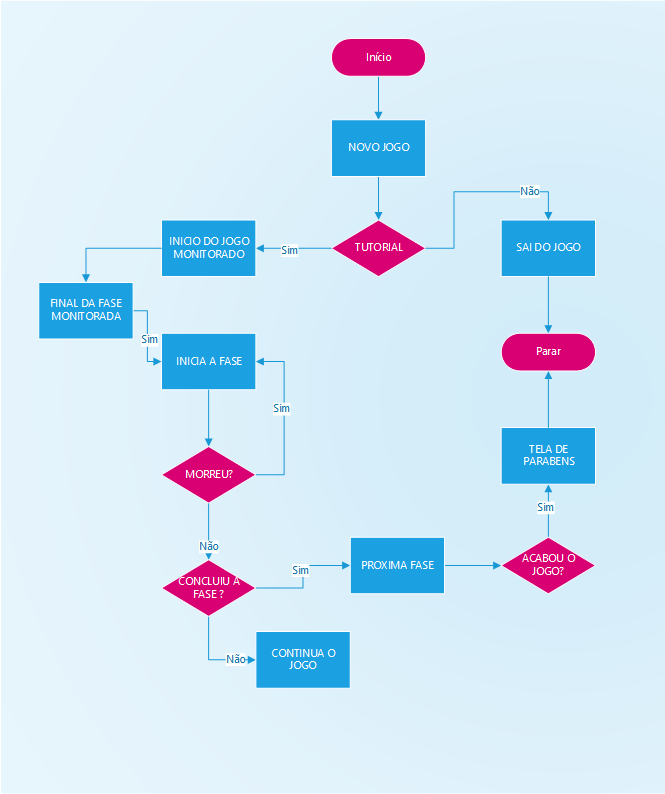 Início
NOVO JOGO
Não
TUTORIAL
Sim
INICIO DO JOGO
MONITORADO
SAI DO JOGO
FINAL DA FASE
MONITORADA
Sim
INICIA A FASE
Parar
Sim
MORREU?
TELA DE
PARABENS
Sim
Não
CONCLUIU A
FASE ?
Sim
PROXIMA FASE
ACABOU O
JOGO?
Não
CONTINUA O
JOGO